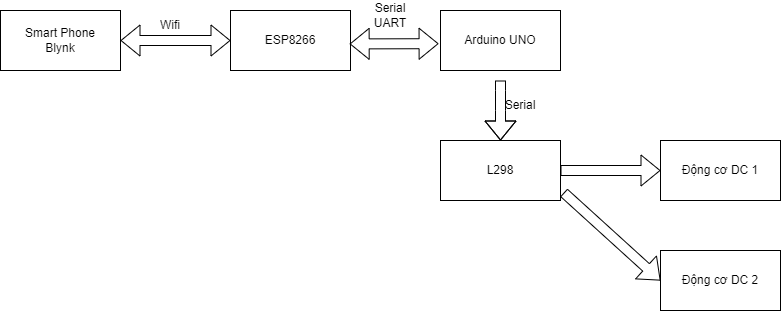 Smart Phone
Blynk
Wifi
ESP8266
Serial
UART
Arduino UNO
Serial
L298
Động cơ DC 1
Động cơ DC 2